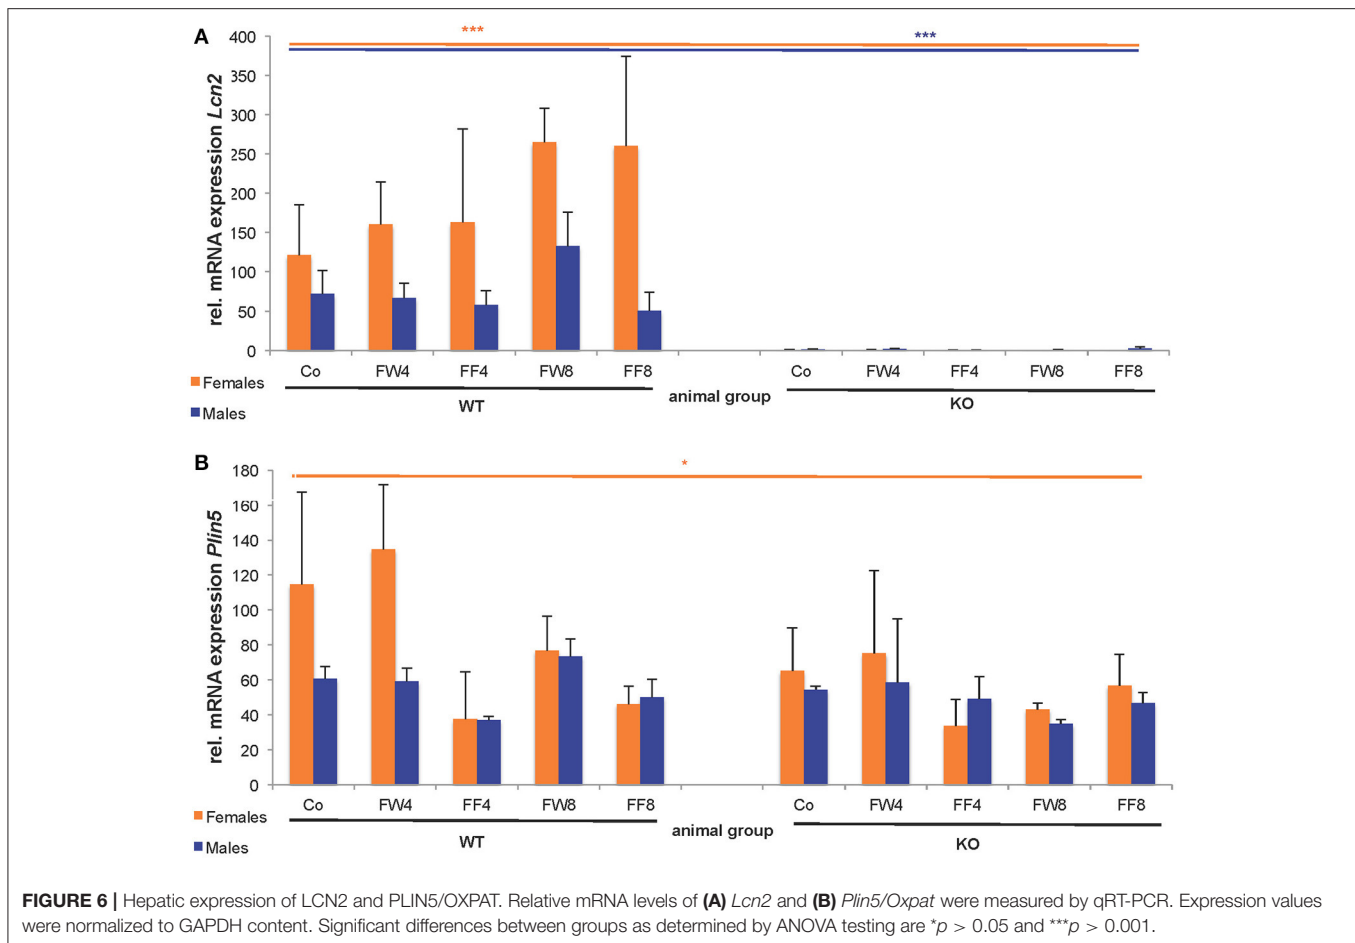 A
400
350
300
250
200
150
100
50
0
rel. mRNA expression Lcn2
***
***
Co FW4 FF4 FW8 FF8 Co FW4 FF4 FW8 FF8
Females
Males
WT
animal group
KO
B
180
160
140
120
100
80
60
40
20
0
rel. mRNA expression Plin5
*
Co FW4 FF4 FW8 FF8 Co FW4 FF4 FW8 FF8
Females
Males
WT
animal group
KO
FIGURE 6 | Hepatic expression of LCN2 and PLIN5/OXPAT. Relative mRNA levels of (A) Lcn2 and (B) Plin5/Oxpat were measured by qRT-PCR. Expression values
were normalized to GAPDH content. Significant differences between groups as determined by ANOVA testing are *p > 0.05 and ***p > 0.001.